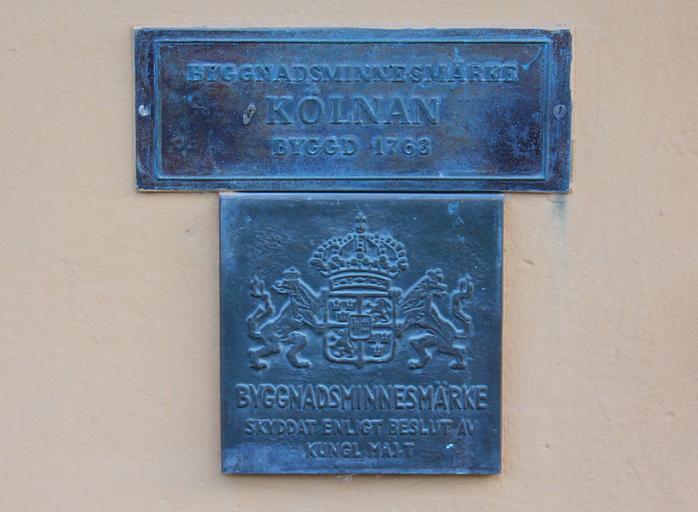 BYGGNADSMINNESMÄRKE
KÖLNAN
BYGGD 1763
BYGGNADSMINNESMÄRKE
SKYDDAT ENLIGT BESLUT AV
KUNGL MAJ-T